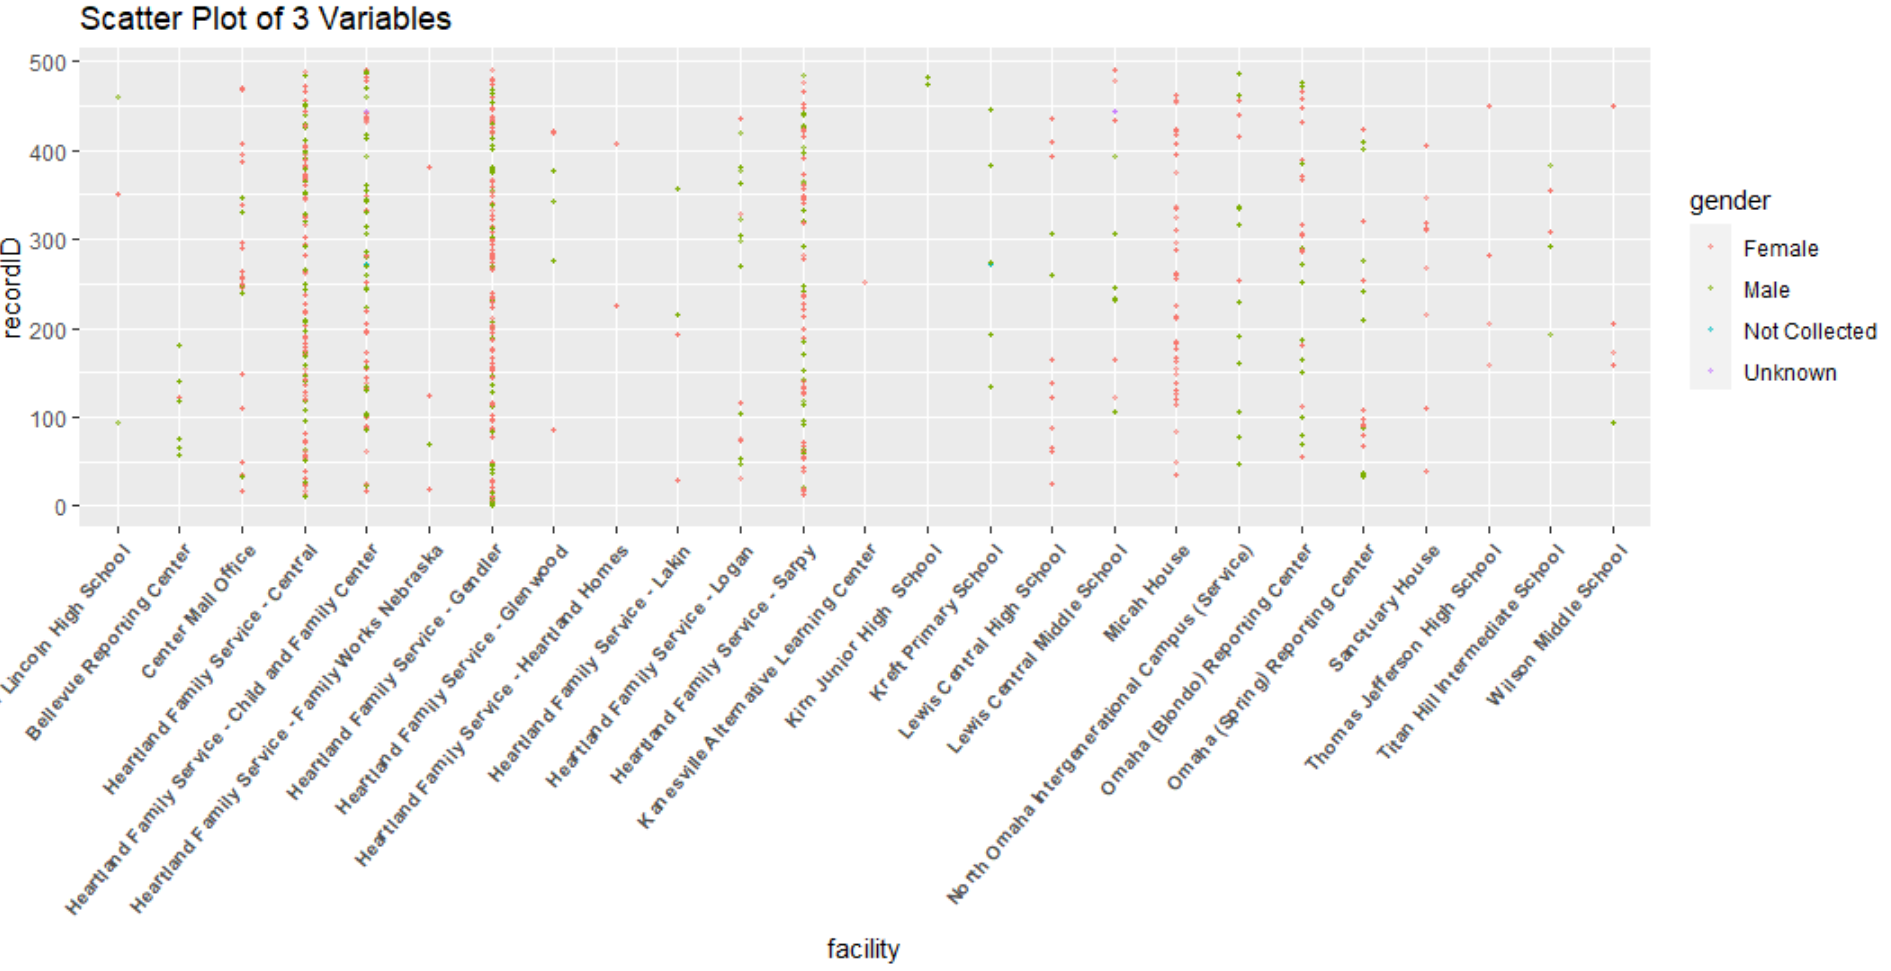 Scatter Plot of 3 Variables
500
400
300
200
100
0
recordID
Lincoln High School
Bellevue Reporting Center
Center Mall Office
Heartland Family Service - Central
Heartland Family Service - Child and Family Center
Heartland Family Service - Family Works Nebraska
Heartland Family Service - Gendler
Heartland Family Service - Glenwood
Heartland Family Service - Heartland Homes
Heartland Family Service - Lakin
Heartland Family Service - Logan
Heartland Family Service - Sarpy
Kanesville Alternative Learning Center
Kirn Junior High School
Kreft Primary School
Lewis Central High School
Lewis Central Middle School
Micah House
North Omaha Intergenerational Campus (Service)
Omaha (Blondo) Reporting Center
Omaha (Spring) Reporting Center
Sanctuary House
Thomas Jefferson High School
Titan Hill Intermediate School
Wilson Middle School
facility
gender
Female
Male
Not Collected
Unknown